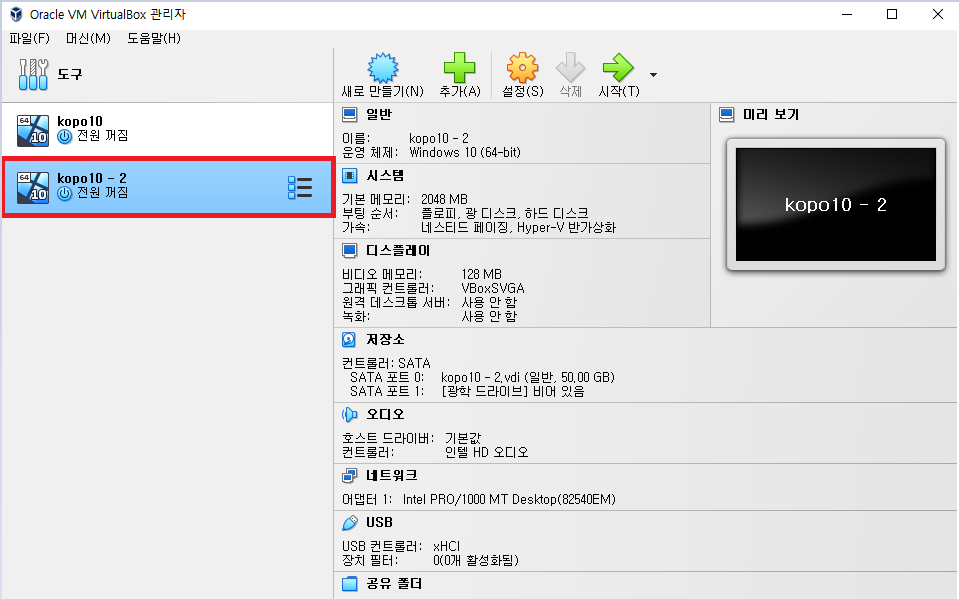 Oracle VM VirtualBox 관리자
파일(F) 머신(M) 도움말(H)
도구
새로 만들기(N) 추가(A) 설정(S) 삭제 시작(T)
64
10
kopo10
전원 꺼짐
64
10
kopo10 - 2
전원 꺼짐
일반
이름: kopo10 - 2
운영 체제: Windows 10 (64-bit)
시스템
기본 메모리: 2048 MB
부팅 순서: 플로피, 광 디스크, 하드 디스크
가속: 네스티드 페이징, Hyper-V 반가상화
디스플레이
비디오 메모리: 128 MB
그래픽 컨트롤러: VBoxSVGA
원격 데스크톱 서버: 사용 안 함
녹화: 사용 안 함
저장소
컨트롤러: SATA
SATA 포트 0: kopo10 - 2.vdi (일반, 50.00 GB)
SATA 포트 1: [광학 드라이브] 비어 있음
오디오
호스트 드라이버: 기본값
컨트롤러: 인텔 HD 오디오
네트워크
어댑터 1: Intel PRO/1000 MT Desktop(82540EM)
USB
USB 컨트롤러: xHCI
장치 필터: 0(0개 활성화됨)
공유 폴더
미리 보기
kopo10 - 2